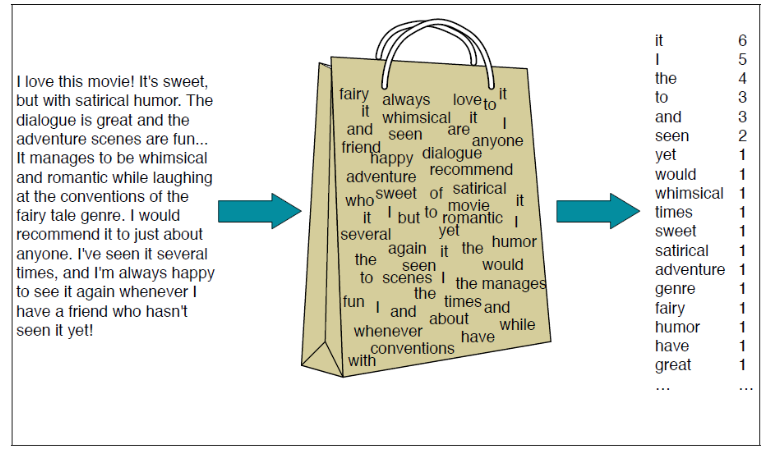 I love this movie! It's sweet,
but with satirical humor. The
dialogue is great and the
adventure scenes are fun...
It manages to be whimsical
and romantic while laughing
at the conventions of the
fairy tale genre. I would
recommend it to just about
anyone. I've seen it several
times, and I'm always happy
to see it again whenever I
have a friend who hasn't
seen it yet!
fairy always love to it
it whimsical it I
and seen are anyone
friend happy dialogue
adventure recommend
who sweet of satirical
it I but to movie it
romantic I
several yet
again it the humor
the seen would
to scenes I the manages
the times and
fun I and about
whenever while
have
conventions
with
it 6
I 5
the 4
to 3
and 3
seen 2
yet 1
would 1
whimsical 1
times 1
sweet 1
satirical 1
adventure 1
genre 1
fairy 1
humor 1
have 1
great 1
... ...